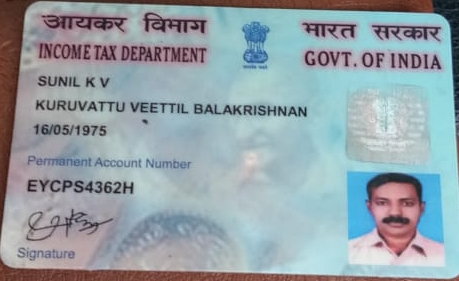 आयकर विभाग
INCOME TAX DEPARTMENT
भारत सरकार
GOVT. OF INDIA
SUNIL K V
KURUVATTU VEETTIL BALAKRISHNAN
16/05/1975
Permanent Account Number
EYCPS4362H
Signature